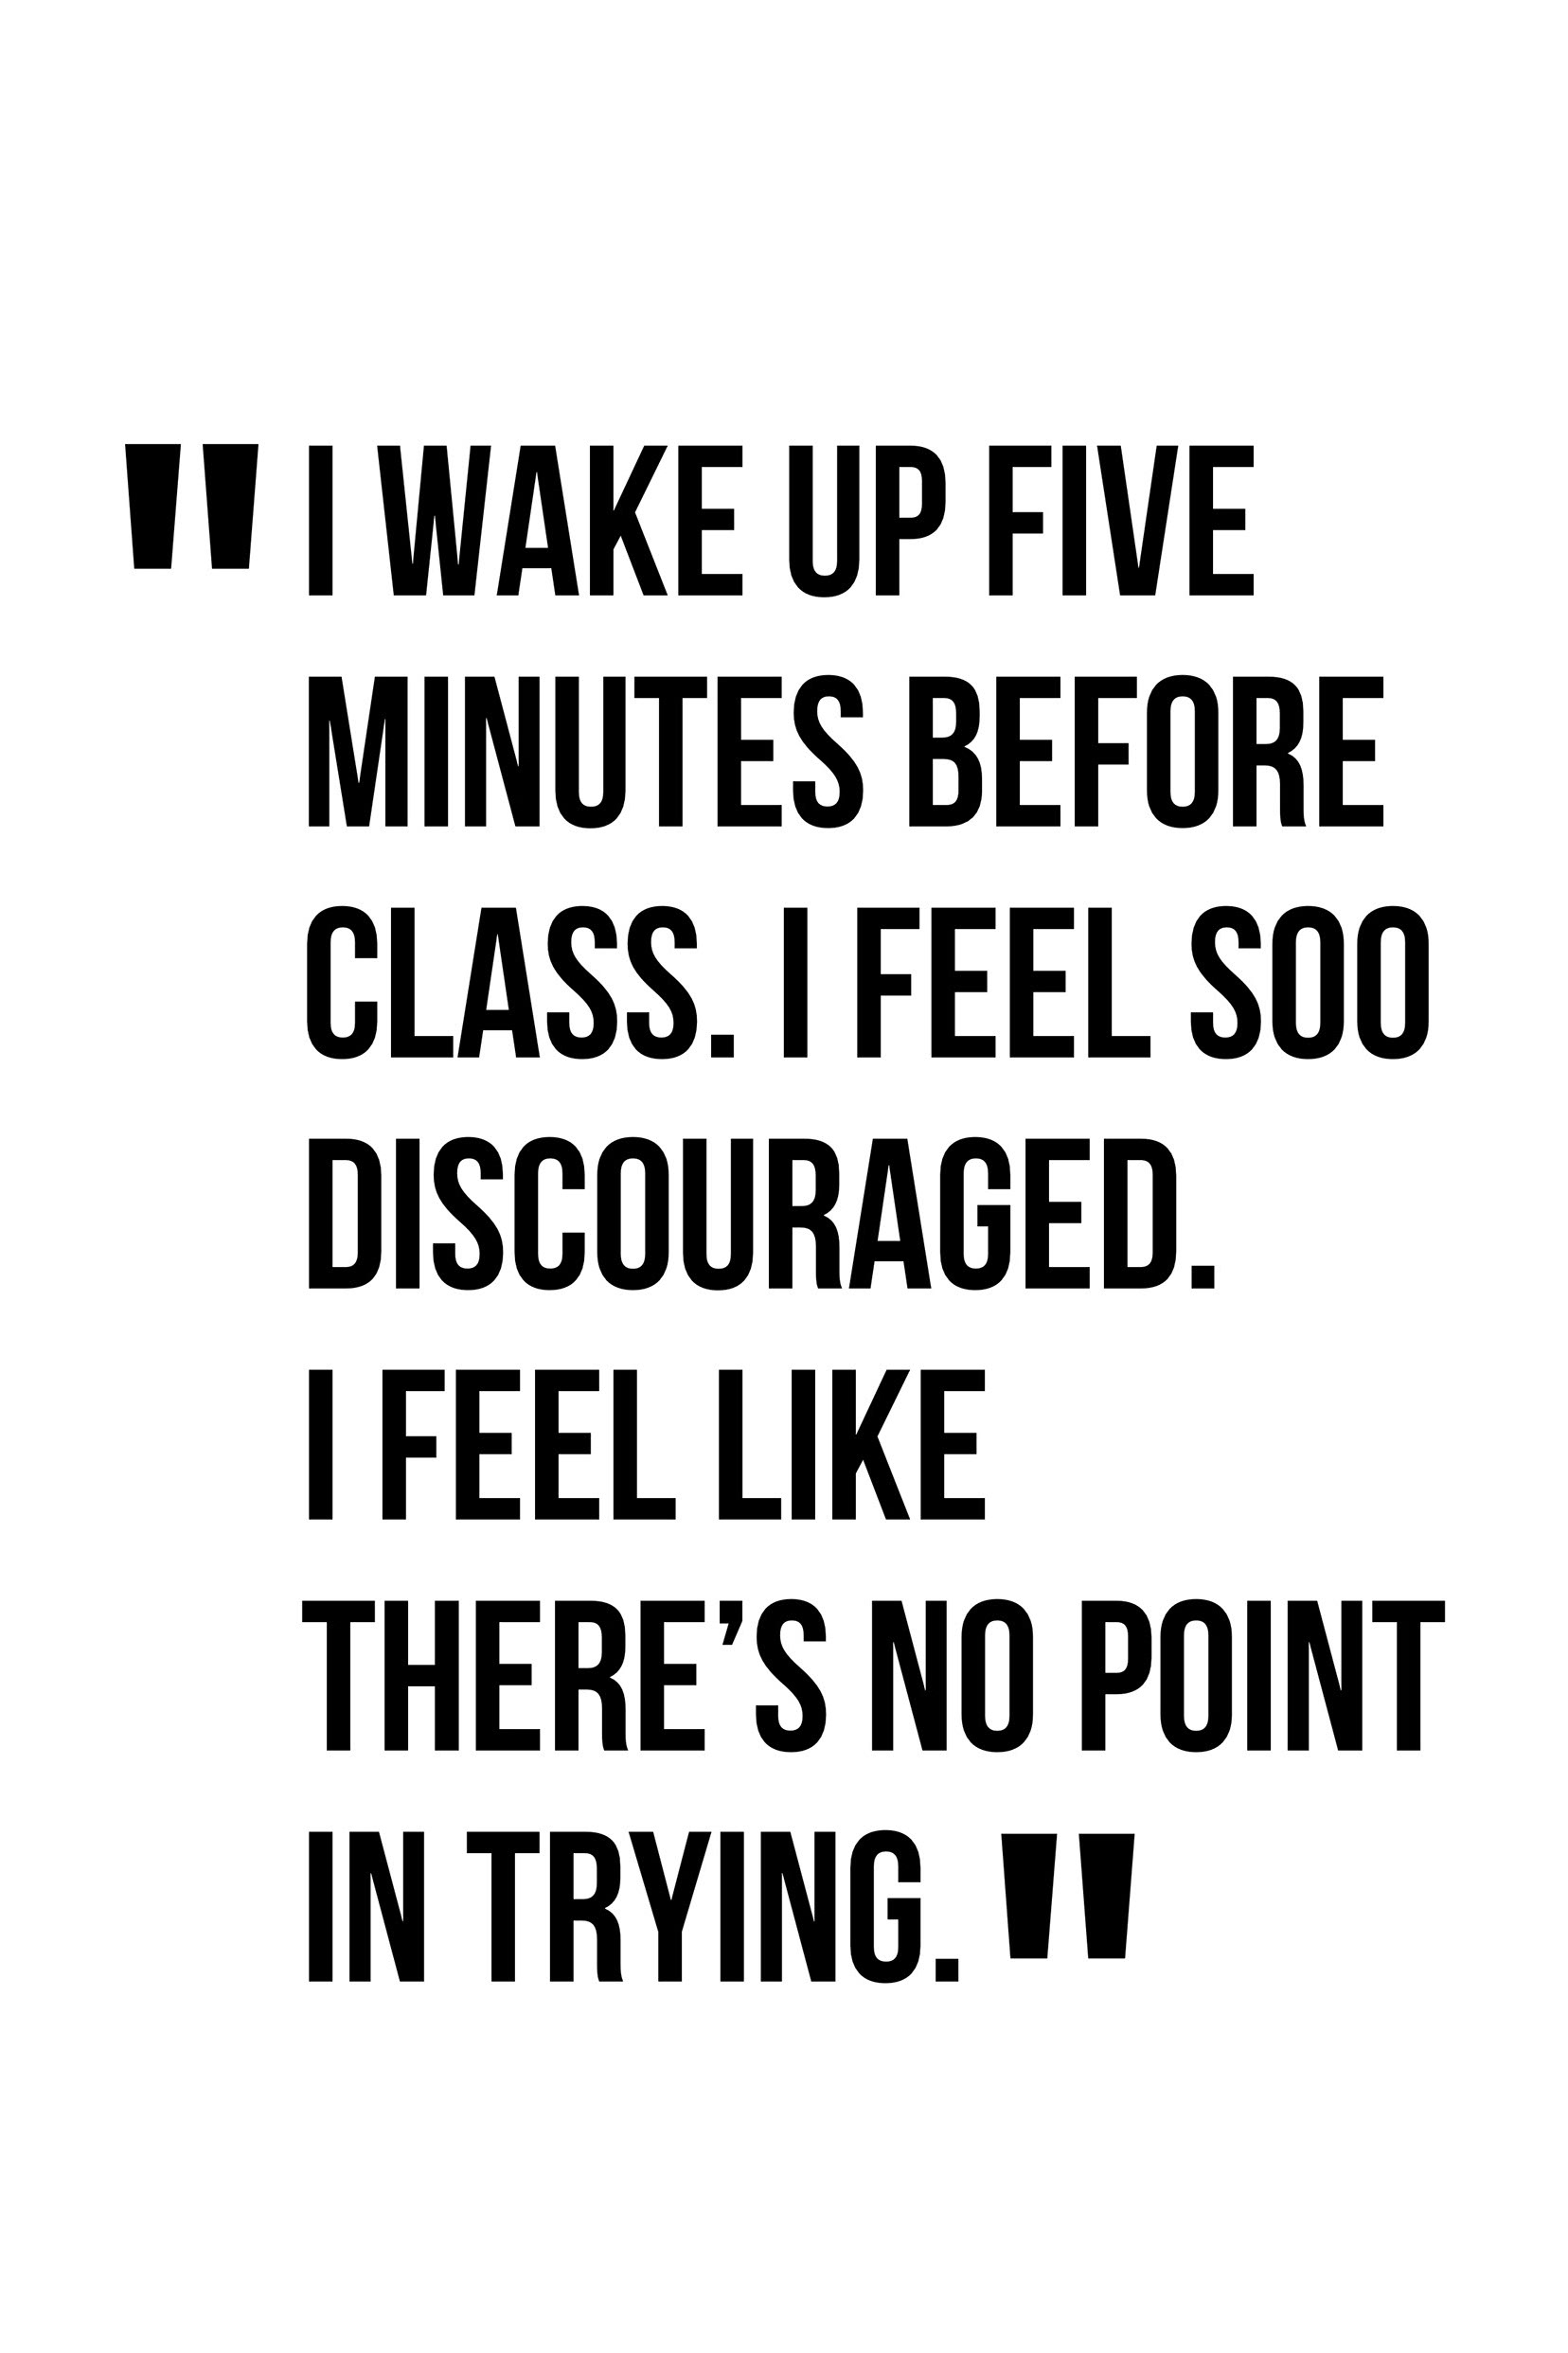 "I WAKE UP FIVE
MINUTES BEFORE
CLASS. I FEEL SOO
DISCOURAGED.
I FEEL LIKE
THERE'S NO POINT
IN TRYING."